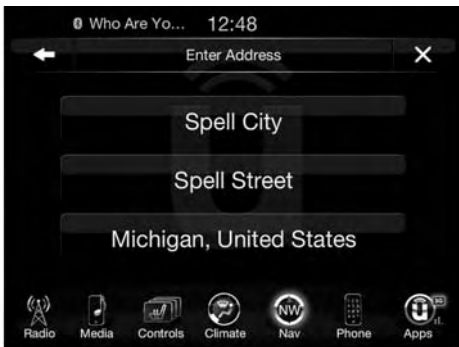 Who Are Yo... 12:48
Enter Address
Spell City
Spell Street
Michigan, United States
NW 3G
Radio Media Controls Climate Nav Phone Apps